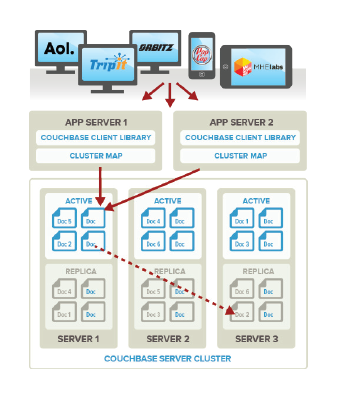 Aol.
TripIt
ORBITZ
Pop
Cap
MHElabs
APP SERVER 1
COUCHBASE CLIENT LIBRARY
CLUSTER MAP
APP SERVER 2
COUCHBASE CLIENT LIBRARY
CLUSTER MAP
ACTIVE
Doc 5 Doc
Doc 2 Doc
REPLICA
Doc 4 Doc
Doc 1 Doc
SERVER 1
ACTIVE
Doc 4 Doc
Doc 6 Doc
REPLICA
Doc Doc
Doc 3 Doc
SERVER 2
ACTIVE
Doc 1 Doc
Doc 3 Doc
REPLICA
Doc 6 Doc
Doc 2 Doc
SERVER 3
COUCHBASE SERVER CLUSTER